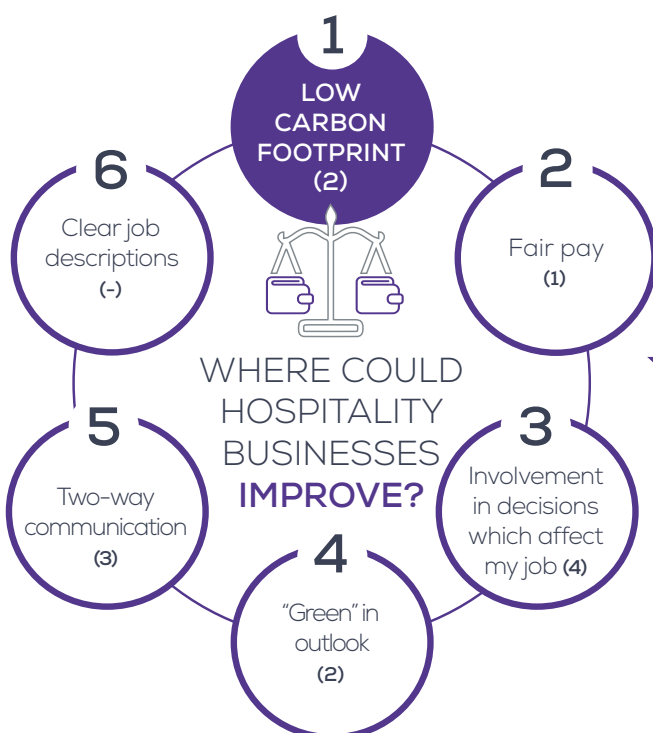 1
LOW
CARBON
FOOTPRINT
(2)
2
Fair pay
(1)
3
Involvement
in decisions
which affect
my job (4)
4
"Green" in
outlook
(2)
5
Two-way
communication
(3)
6
Clear job
descriptions
(-)
WHERE COULD
HOSPITALITY
BUSINESSES
IMPROVE?